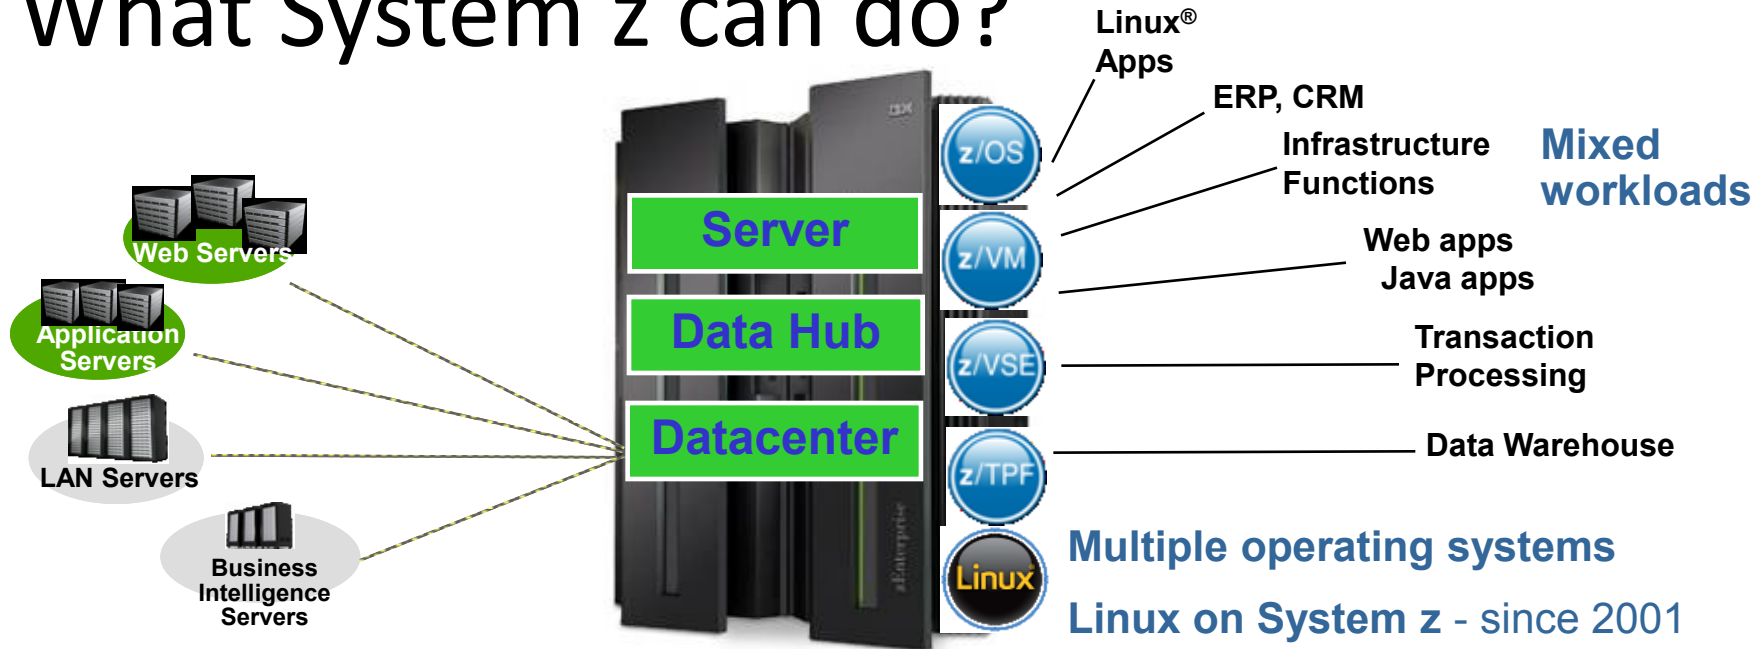 What System z can do?
Linux®
Apps
ERP, CRM
Infrastructure
Functions
Mixed
workloads
Web apps
Java apps
Transaction
Processing
Data Warehouse
Web Servers
Application
Servers
LAN Servers
Business
Intelligence
Servers
Server
Data Hub
Datacenter
IBM
z/OS
z/VM
z/VSE
z/TPF
Linux
zEnterprise
Multiple operating systems
Linux on System z - since 2001